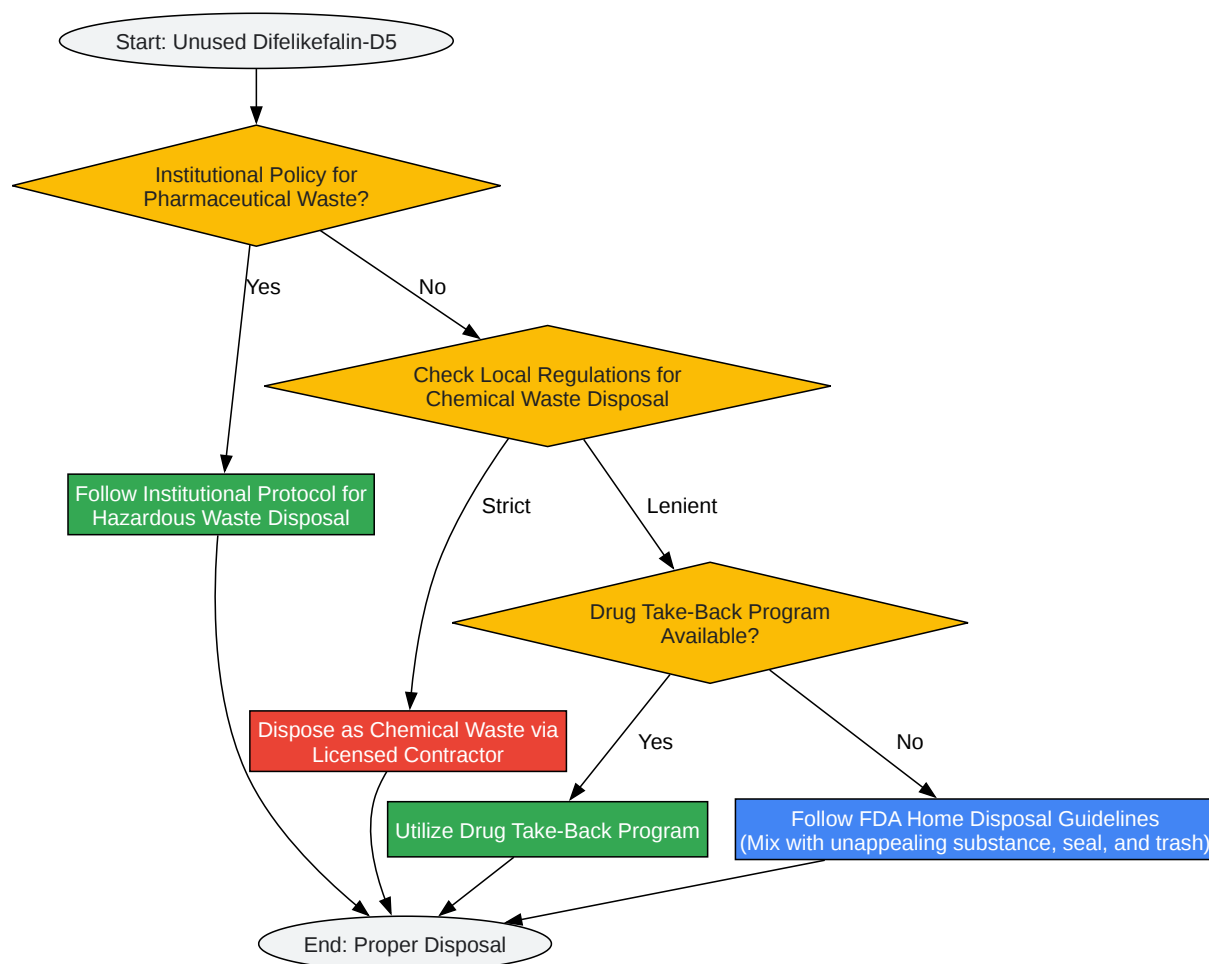 Start: Unused Difelikefalin-D5
Institutional Policy for
Pharmaceutical Waste?
Yes
No
Check Local Regulations for
Chemical Waste Disposal
Follow Institutional Protocol for
Hazardous Waste Disposal
Strict
Lenient
Drug Take-Back Program
Available?
Dispose as Chemical Waste via
Licensed Contractor
Yes
No
Utilize Drug Take-Back Program
Follow FDA Home Disposal Guidelines
(Mix with unappealing substance, seal, and trash)
End: Proper Disposal